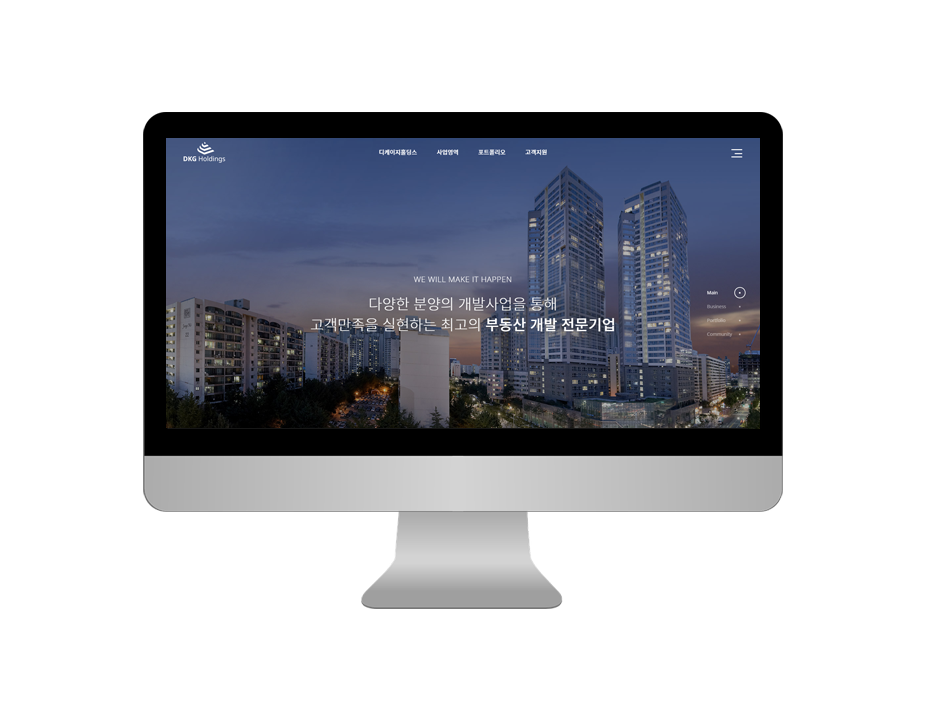 DKG Holdings
디케이지홀딩스 사업영역 포트폴리오 고객지원
WE WILL MAKE IT HAPPEN
다양한 분양의 개발사업을 통해
고객만족을 실현하는 최고의 부동산 개발 전문기업
Main
Business
Portfolio
Community